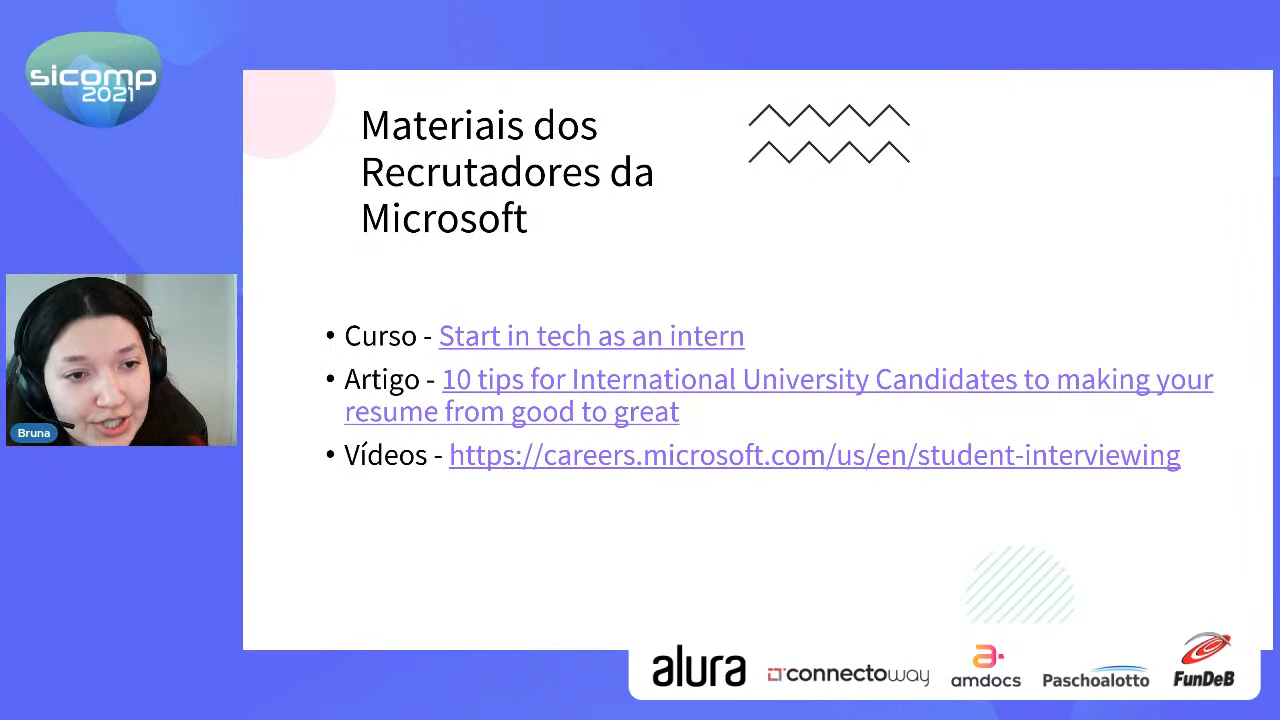 sicomp
2021
Materiais dos
Recrutadores da
Microsoft
• Curso - Start in tech as an intern
• Artigo - 10 tips for International University Candidates to making your
resume from good to great
• Vídeos - https://careers.microsoft.com/us/en/student-interviewing
Bruna
alura
connectoway
amdocs
Paschoalotto
FunDeB